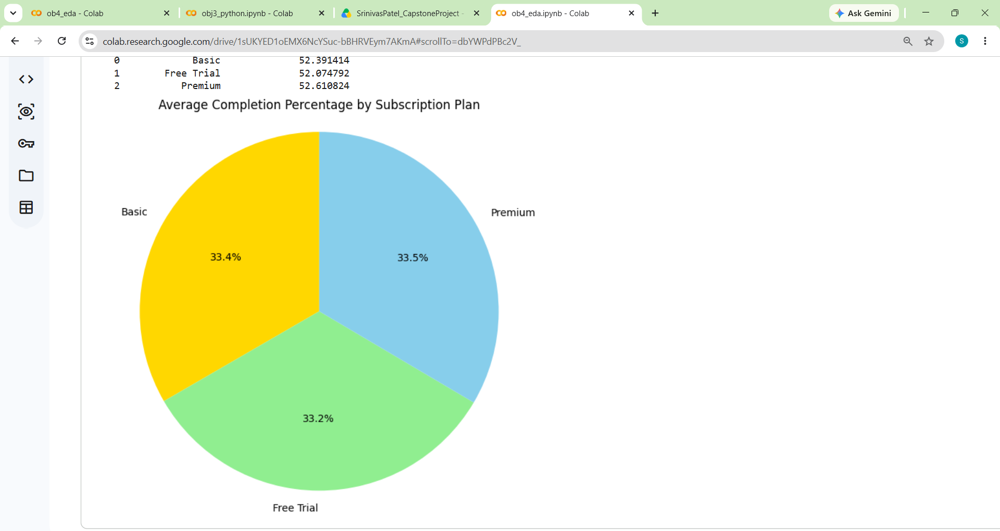 ob4_eda - Colab
obj3_python.ipynb - Colab
SrinivasPatel_CapstoneProject -
ob4_eda.ipynb - Colab
Ask Gemini
colab.research.google.com/drive/1sUKYED1oEMX6NcYSuc-bBHRVEym7AKmA#scrollTo=dbYWPdPBc2V_
S
0 Basic 52.391414
1 Free Trial 52.074792
2 Premium 52.610824
Average Completion Percentage by Subscription Plan
Basic
Premium
33.4%
33.5%
33.2%
Free Trial